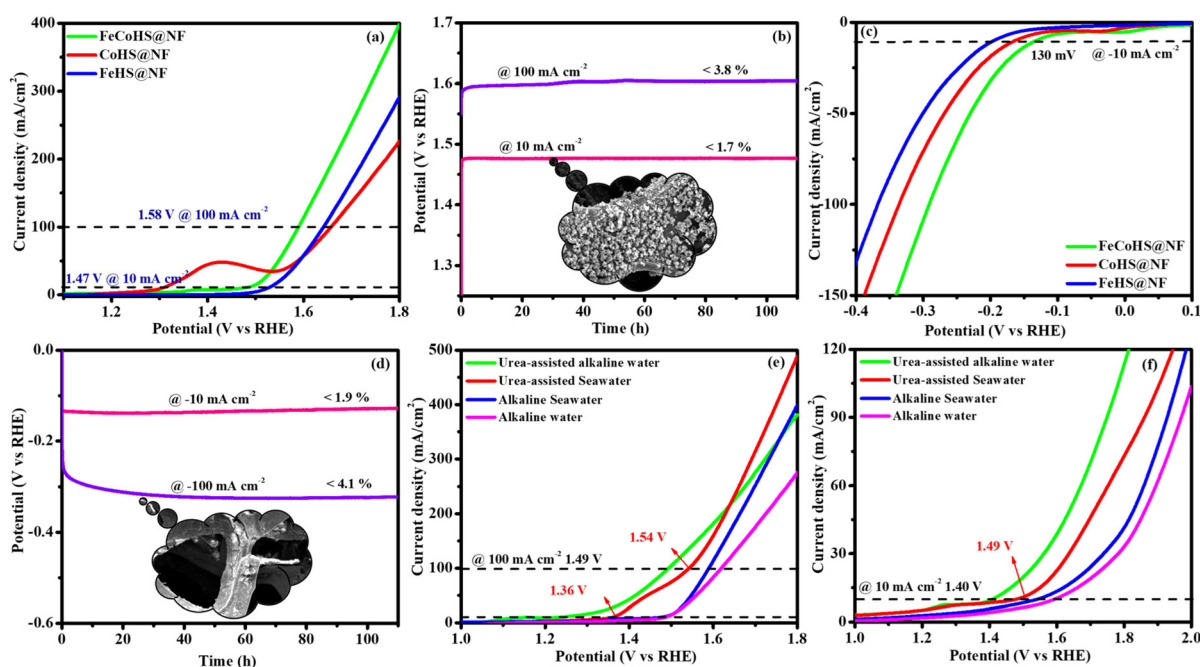 (a)
FeCoHS@NF
CoHS@NF
FeHS@NF
1.58 V @ 100 mA cm-2
1.47 V @ 10 mA cm-2
Current density (mA/cm2)
400
300
200
100
0
1.2 1.4 1.6 1.8
Potential (V vs RHE)
(b)
@ 100 mA cm-2 < 3.8 %
@ 10 mA cm-2 < 1.7 %
Potential (V vs RHE)
1.7
1.6
1.5
1.4
1.3
0 20 40 60 80 100
Time (h)
(c)
130 mV @ -10 mA cm-2
FeCoHS@NF
CoHS@NF
FeHS@NF
Current density (mA/cm2)
0
-50
-100
-150
-0.4 -0.3 -0.2 -0.1 0.0 0.1
Potential (V vs RHE)
(d)
@ -10 mA cm-2 < 1.9 %
@ -100 mA cm-2 < 4.1 %
Potential (V vs RHE)
0.0
-0.2
-0.4
-0.6
0 20 40 60 80 100
Time (h)
(e)
Urea-assisted alkaline water
Urea-assisted Seawater
Alkaline Seawater
Alkaline water
1.54 V
@ 100 mA cm-2 1.49 V
1.36 V
Current density (mA/cm2)
500
400
300
200
100
0
1.0 1.2 1.4 1.6 1.8
Potential (V vs RHE)
(f)
Urea-assisted alkaline water
Urea-assisted Seawater
Alkaline Seawater
Alkaline water
1.49 V
@ 10 mA cm-2 1.40 V
Current density (mA/cm2)
120
90
60
30
0
1.0 1.2 1.4 1.6 1.8 2.0
Potential (V vs RHE)